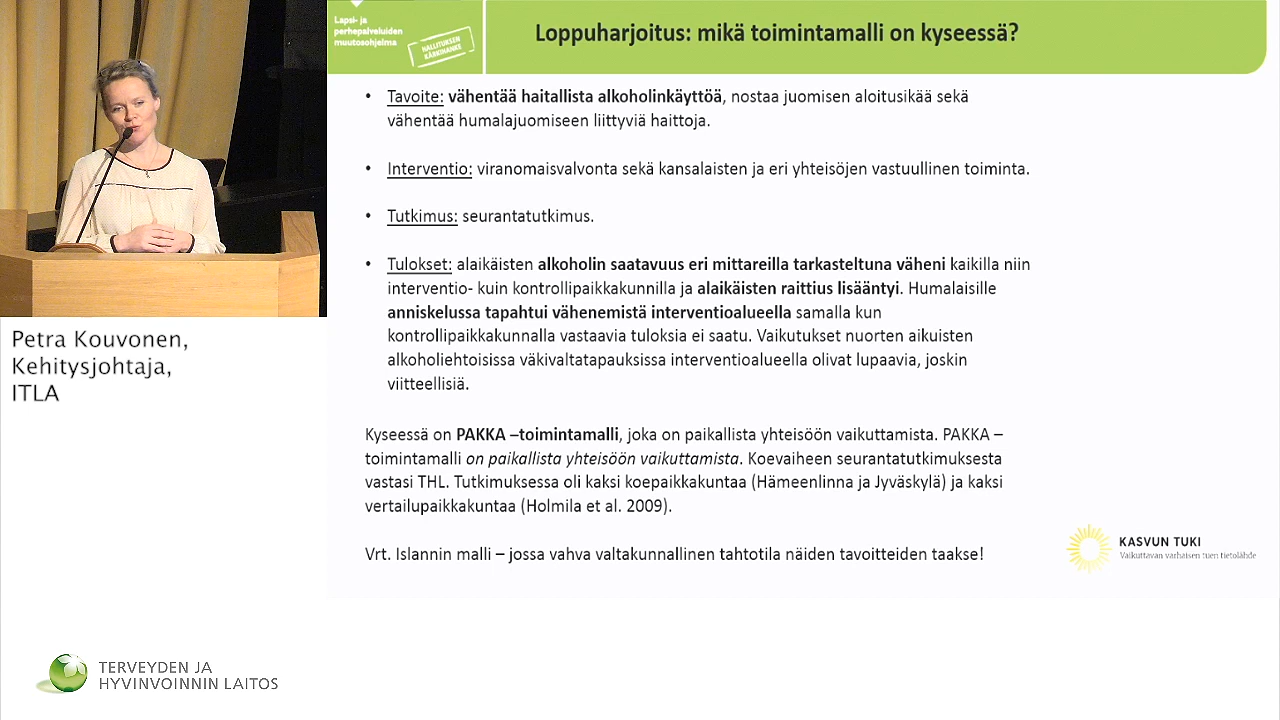 Lapsi- ja
perhepalveluiden
muutosohjelma
HALLITUKSEN
KÄRKIHANKE
Loppuharjoitus: mikä toimintamalli on kyseessä?
• Tavoite: vähentää haitallista alkoholinkäyttöä, nostaa juomisen aloitusikää sekä
vähentää humalajuomiseen liittyviä haittoja.
• Interventio: viranomaisvalvonta sekä kansalaisten ja eri yhteisöjen vastuullinen toiminta.
• Tutkimus: seurantatutkimus.
• Tulokset: alaikäisten alkoholin saatavuus eri mittareilla tarkasteltuna väheni kaikilla niin
interventio- kuin kontrollipaikkakunnilla ja alaikäisten raittius lisääntyi. Humalaisille
anniskelussa tapahtui vähenemistä interventioalueella samalla kun
kontrollipaikkakunnalla vastaavia tuloksia ei saatu. Vaikutukset nuorten aikuisten
alkoholiehtoisissa väkivaltatapauksissa interventioalueella olivat lupaavia, joskin
viitteellisiä.
Kyseessä on PAKKA –toimintamalli, joka on paikallista yhteisöön vaikuttamista. PAKKA –
toimintamalli on paikallista yhteisöön vaikuttamista. Koevaiheen seurantatutkimuksesta
vastasi THL. Tutkimuksessa oli kaksi koepaikkakuntaa (Hämeenlinna ja Jyväskylä) ja kaksi
vertailupaikkakuntaa (Holmila et al. 2009).
Vrt. Islannin malli – jossa vahva valtakunnallinen tahtotila näiden tavoitteiden taakse!
KASVUN TUKI
Vaikuttavan varhaisen tuen tietolähde
Petra Kouvonen,
Kehitysjohtaja,
ITLA
TERVEYDEN JA
HYVINVOINNIN LAITOS